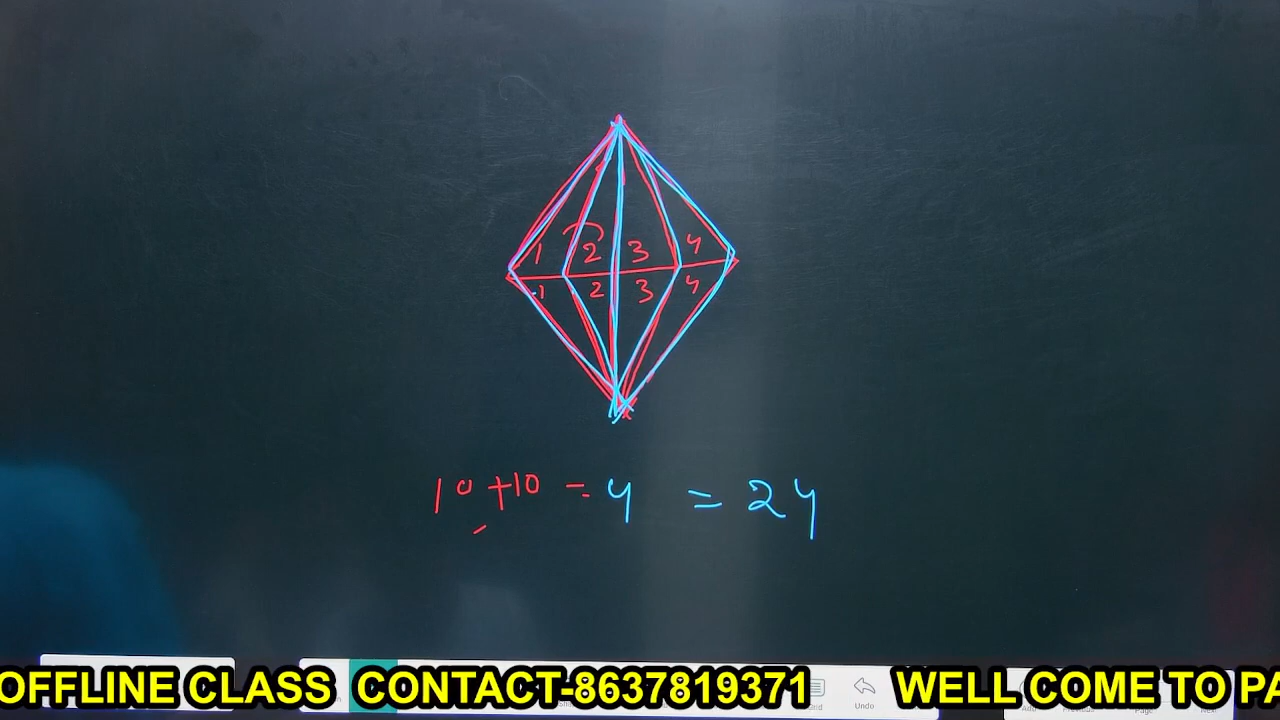 1 2 3 4
1 2 3 4
10 +10 = 4 = 24
Undo
OFFLINE CLASS CONTACT-8637819371 WELL COME TO PA